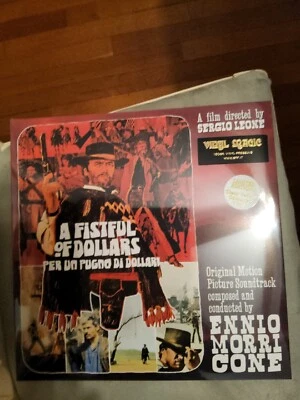 A film directed by
SERGIO LEONE
VINYL MAGIC
A FISTFUL
OF DOLLARS
PER UN PUGNO DI DOLLARI
Original Motion
Picture Soundtrack
composed and
conducted by
ENNIO
MORRI
CONE